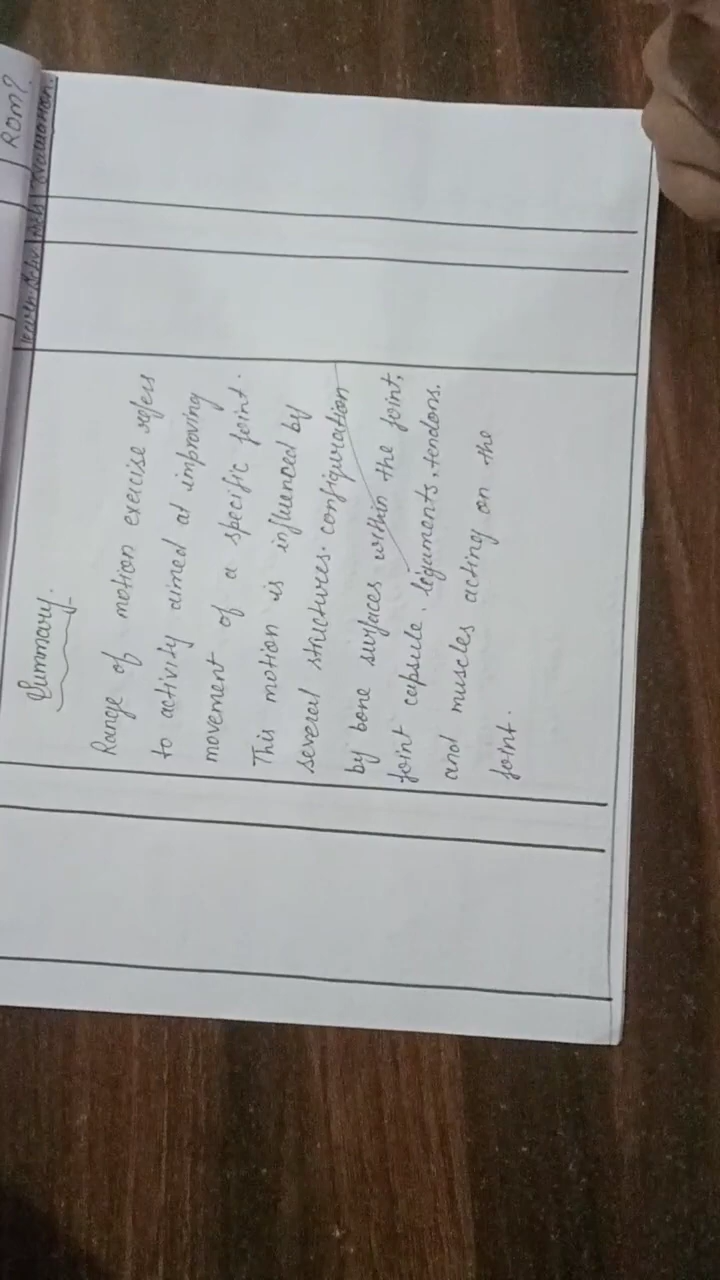 ROM?
Evaluation.
Summary.
Range of motion exercise refers
to activity aimed at improving
movement of a specific joint.
This motion is influenced by
several structures. configuration
by bone surfaces within the joint,
joint capsule, ligaments, tendons.
and muscles acting on the
joint.